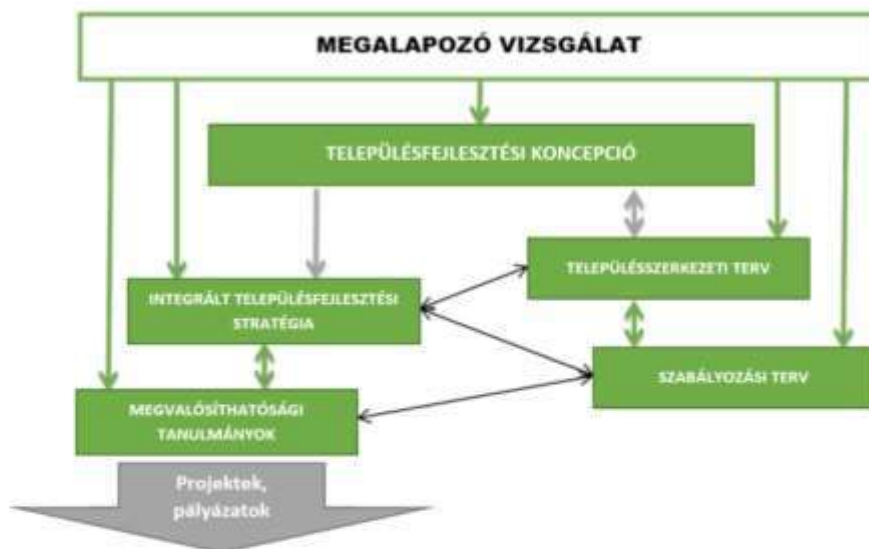 MEGALAPOZÓ VIZSGÁLAT
TELEPÜLÉSFEJLESZTÉSI KONCEPCIÓ
TELEPÜLÉSSZERKEZETI TERV
INTEGRÁLT TELEPÜLÉSFEJLESZTÉSI
STRATÉGIA
SZABÁLYOZÁSI TERV
MEGVALÓSÍTHATÓSÁGI
TANULMÁNYOK
Projektek,
pályázatok